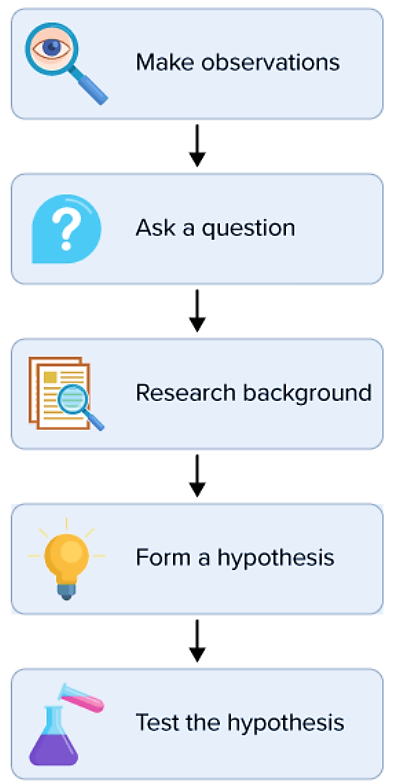 Make observations
?
Ask a question
Research background
Form a hypothesis
Test the hypothesis